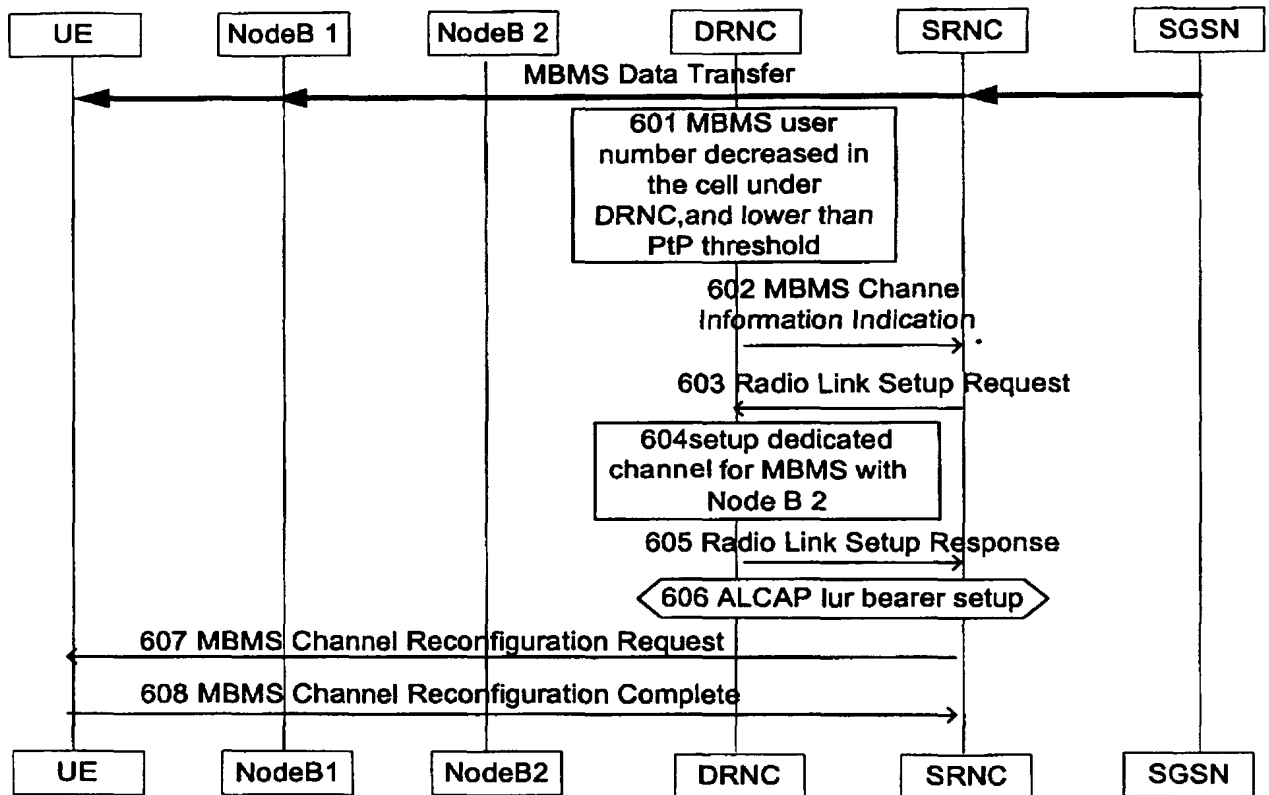 UE
NodeB 1
NodeB 2
DRNC
SRNC
SGSN
MBMS Data Transfer
601 MBMS user
number decreased in
the cell under
DRNC,and lower than
PtP threshold
602 MBMS Channel
Information Indication
603 Radio Link Setup Request
604setup dedicated
channel for MBMS with
Node B 2
605 Radio Link Setup Response
606 ALCAP Iur bearer setup
607 MBMS Channel Reconfiguration Request
608 MBMS Channel Reconfiguration Complete
UE
NodeB1
NodeB2
DRNC
SRNC
SGSN